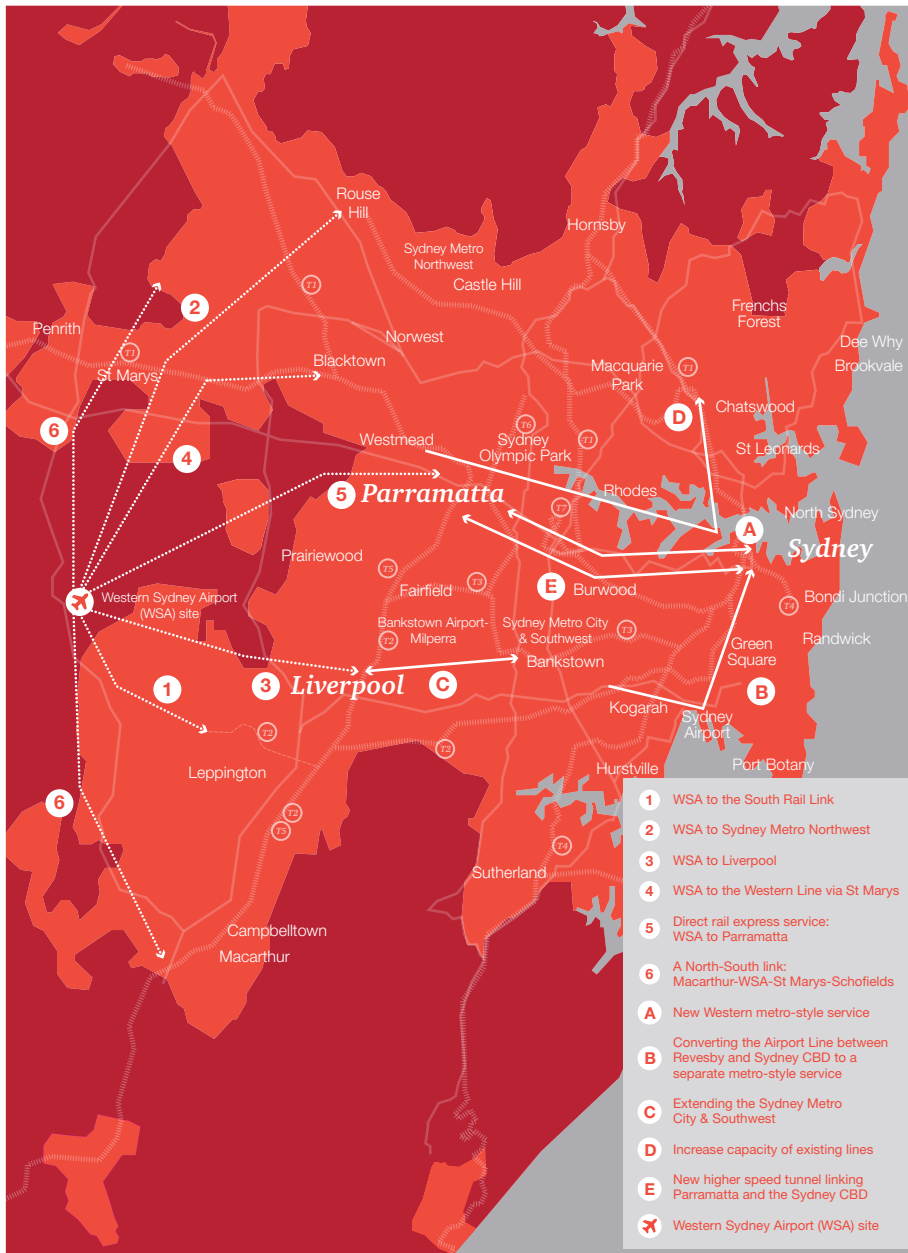 Rouse
Hill
Hornsby
Sydney Metro
Northwest
Castle Hill
T1
2
Frenchs
Forest
Penrith
Norwest
Dee Why
T1
St Marys
Blacktown
Macquarie
Park
T1
Brookvale
D
Chatswood
6
T6
Westmead
Sydney
Olympic Park
T1
St Leonards
4
5
Parramatta
Rhodes
T7
North Sydney
A
Sydney
Prairiewood
T5
Fairfield
T3
E
Burwood
Western Sydney Airport
(WSA) site
T4
Bondi Junction
Bankstown Airport-
Milperra
T2
Sydney Metro City
& Southwest
T3
Randwick
Green
Square
Bankstown
1
3
Liverpool
C
B
Kogarah
Sydney
Airport
T2
T2
Leppington
Hurstville
Port Botany
6
T2
T5
T4
Sutherland
Campbelltown
Macarthur
1 WSA to the South Rail Link
2 WSA to Sydney Metro Northwest
3 WSA to Liverpool
4 WSA to the Western Line via St Marys
5 Direct rail express service:
WSA to Parramatta
6 A North-South link:
Macarthur-WSA-St Marys-Schofields
A New Western metro-style service
B Converting the Airport Line between
Revesby and Sydney CBD to a
separate metro-style service
C Extending the Sydney Metro
City & Southwest
D Increase capacity of existing lines
E New higher speed tunnel linking
Parramatta and the Sydney CBD
Western Sydney Airport (WSA) site